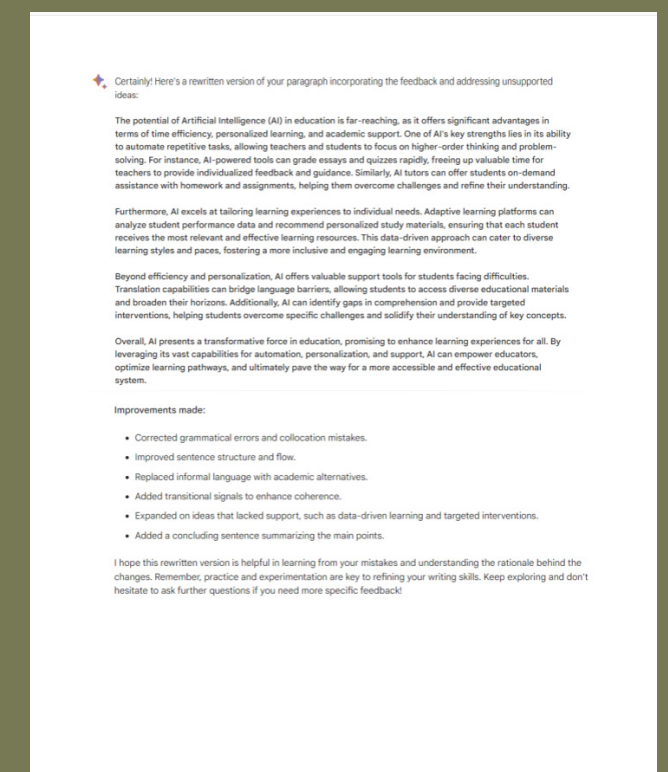 Certainly! Here's a rewritten version of your paragraph incorporating the feedback and addressing unsupported
ideas:
The potential of Artificial Intelligence (AI) in education is far-reaching, as it offers significant advantages in
terms of time efficiency, personalized learning, and academic support. One of AI's key strengths lies in its ability
to automate repetitive tasks, allowing teachers and students to focus on higher-order thinking and problem-
solving. For instance, AI-powered tools can grade essays and quizzes rapidly, freeing up valuable time for
teachers to provide individualized feedback and guidance. Similarly, AI tutors can offer students on-demand
assistance with homework and assignments, helping them overcome challenges and refine their understanding.
Furthermore, AI excels at tailoring learning experiences to individual needs. Adaptive learning platforms can
analyze student performance data and recommend personalized study materials, ensuring that each student
receives the most relevant and effective learning resources. This data-driven approach can cater to diverse
learning styles and paces, fostering a more inclusive and engaging learning environment.
Beyond efficiency and personalization, AI offers valuable support tools for students facing difficulties.
Translation capabilities can bridge language barriers, allowing students to access diverse educational materials
and broaden their horizons. Additionally, AI can identify gaps in comprehension and provide targeted
interventions, helping students overcome specific challenges and solidify their understanding of key concepts.
Overall, AI presents a transformative force in education, promising to enhance learning experiences for all. By
leveraging its vast capabilities for automation, personalization, and support, AI can empower educators,
optimize learning pathways, and ultimately pave the way for a more accessible and effective educational
system.
Improvements made:
• Corrected grammatical errors and collocation mistakes.
• Improved sentence structure and flow.
• Replaced informal language with academic alternatives.
• Added transitional signals to enhance coherence.
• Expanded on ideas that lacked support, such as data-driven learning and targeted interventions.
• Added a concluding sentence summarizing the main points.
I hope this rewritten version is helpful in learning from your mistakes and understanding the rationale behind the
changes. Remember, practice and experimentation are key to refining your writing skills. Keep exploring and don't
hesitate to ask further questions if you need more specific feedback!